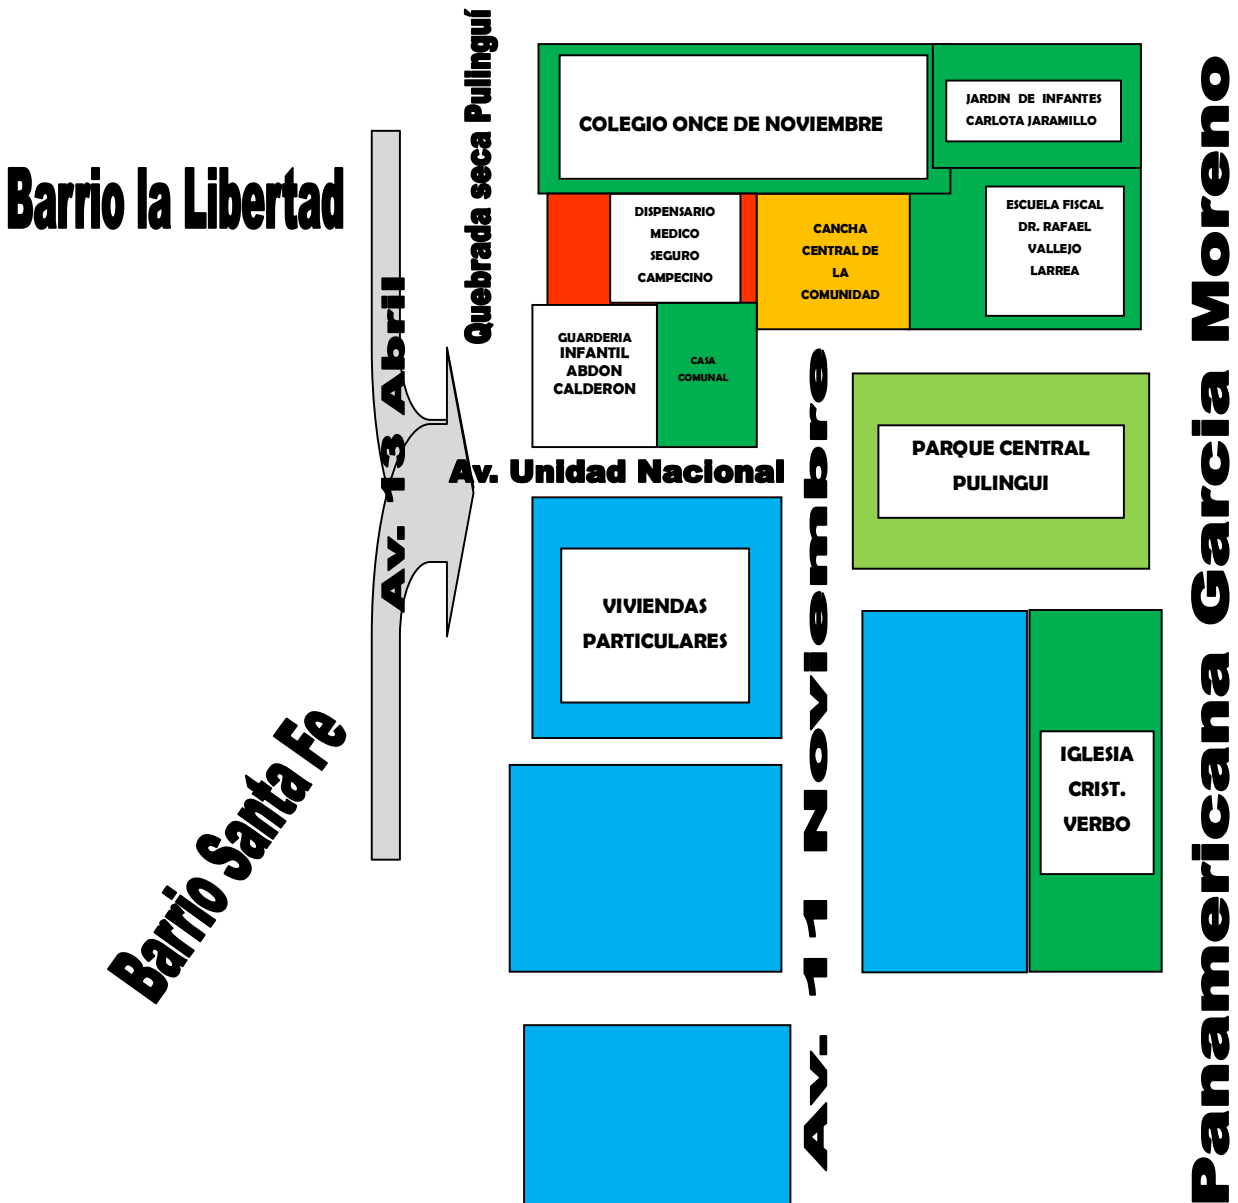 Quebrada seca Pulinguí
COLEGIO ONCE DE NOVIEMBRE
JARDIN DE INFANTES
CARLOTA JARAMILLO
Barrio la Libertad
DISPENSARIO
MEDICO
SEGURO
CAMPECINO
CANCHA
CENTRAL DE
LA
COMUNIDAD
ESCUELA FISCAL
DR. RAFAEL
VALLEJO
LARREA
GUARDERIA
INFANTIL
ABDON
CALDERON
CASA
COMUNAL
Av. 13 Abril
Av. Unidad Nacional
PARQUE CENTRAL
PULINGUI
VIVIENDAS
PARTICULARES
Av. 11 Noviembre
IGLESIA
CRIST.
VERBO
Barrio Santa Fe
Panamericana Garcia Moreno